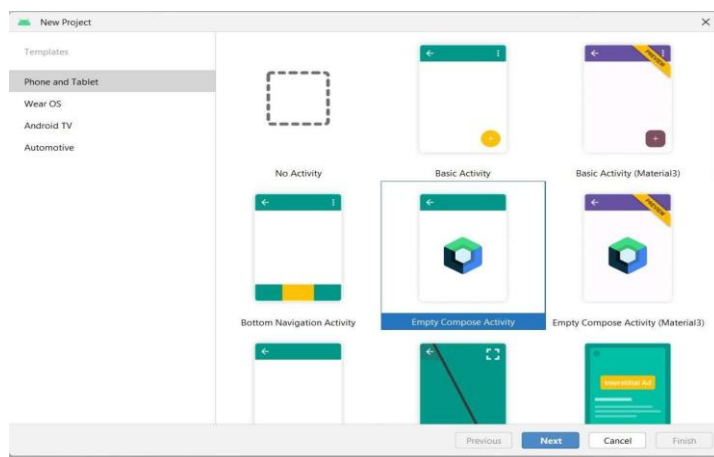 New Project
Templates
Phone and Tablet
Wear OS
Android TV
Automotive
PREVIEW
No Activity
Basic Activity
Basic Activity (Material3)
PREVIEW
Bottom Navigation Activity
Empty Compose Activity
Empty Compose Activity (Material3)
Interstitial Ad
Previous
Next
Cancel
Finish